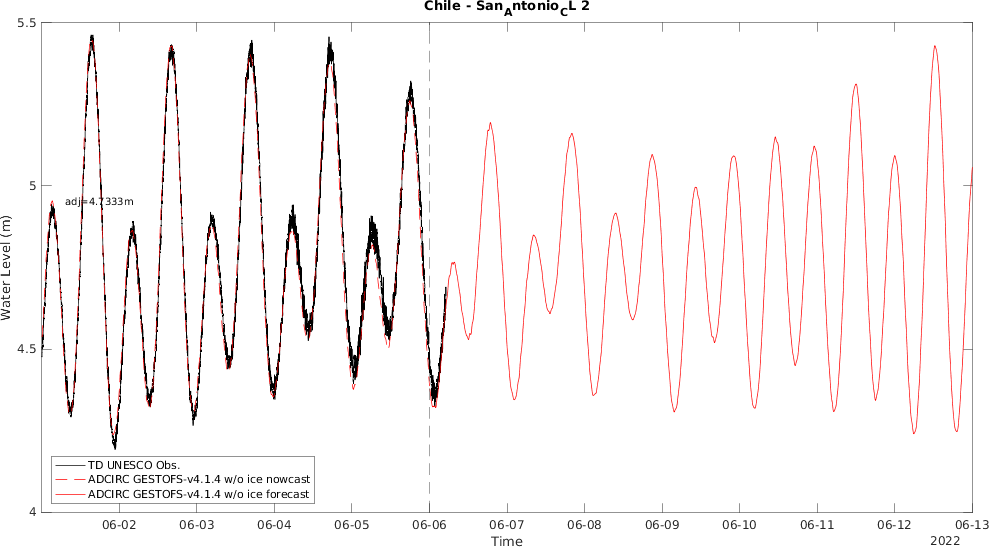 Chile - San_Antonio_CL 2
5.5
5
4.5
4
Water Level (m)
adj=4.7333m
TD UNESCO Obs.
ADCIRC GESTOFS-v4.1.4 w/o ice nowcast
ADCIRC GESTOFS-v4.1.4 w/o ice forecast
06-02 06-03 06-04 06-05 06-06 06-07 06-08 06-09 06-10 06-11 06-12 06-13
Time
2022